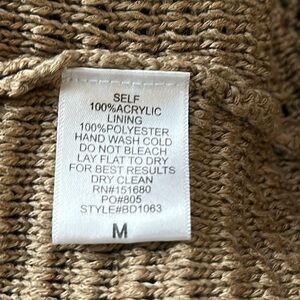 SELF
100%ACRYLIC
LINING
100%POLYESTER
HAND WASH COLD
DO NOT BLEACH
LAY FLAT TO DRY
FOR BEST RESULTS
DRY CLEAN
RN#151680
PO#805
STYLE#BD1063
M